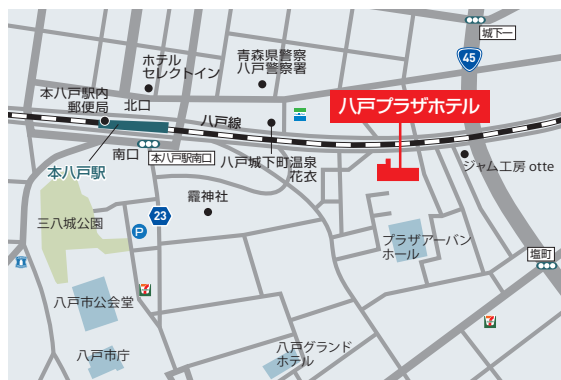 城下一
45
ホテル
セレクトイン
青森県警察
八戸警察署
本八戸駅内
郵便局
北口
八戸線
八戸プラザホテル
南口
本八戸駅南口
本八戸駅
八戸城下町温泉
花衣
ジャム工房 otte
三八城公園
23
龗神社
P
プラザアーバン
ホール
塩町
7
八戸市公会堂
7
八戸市庁
八戸グランド
ホテル